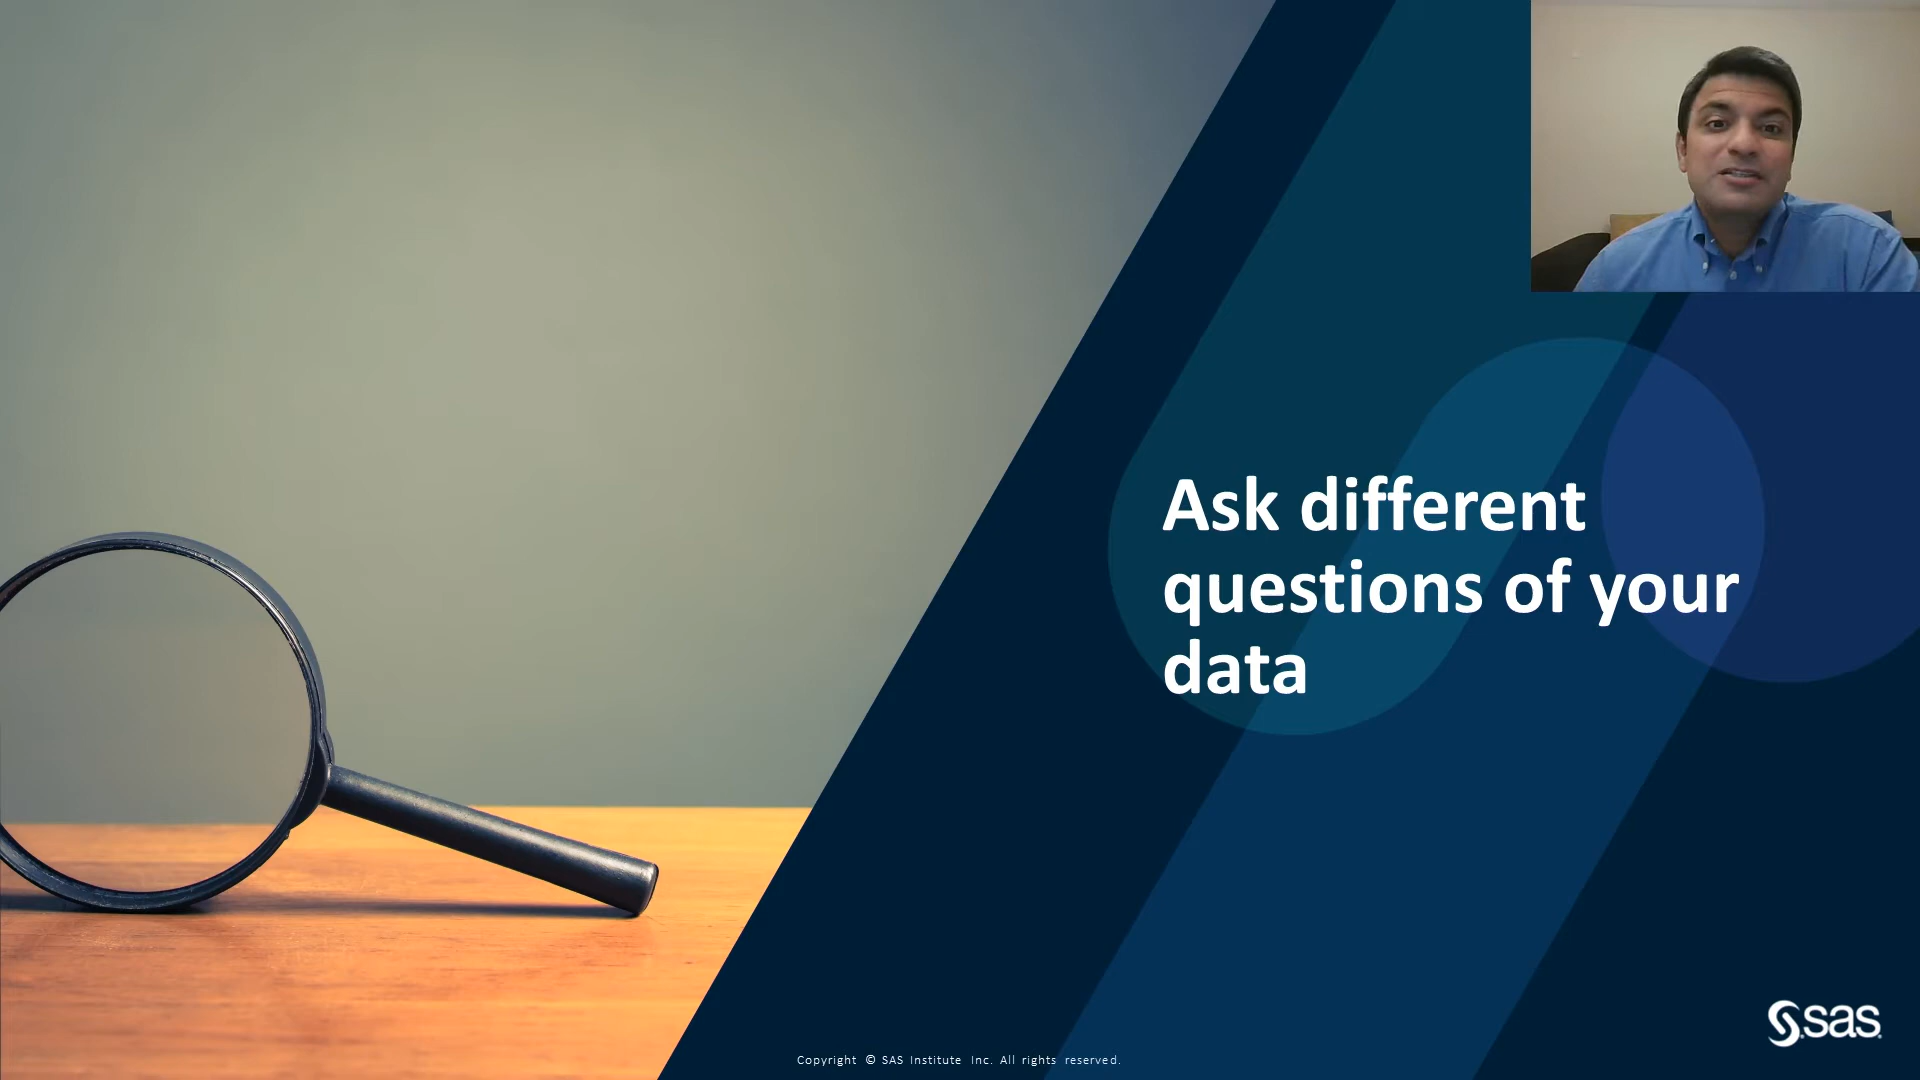 Ask different
questions of your
data
sas
Copyright © SAS Institute Inc. All rights reserved.